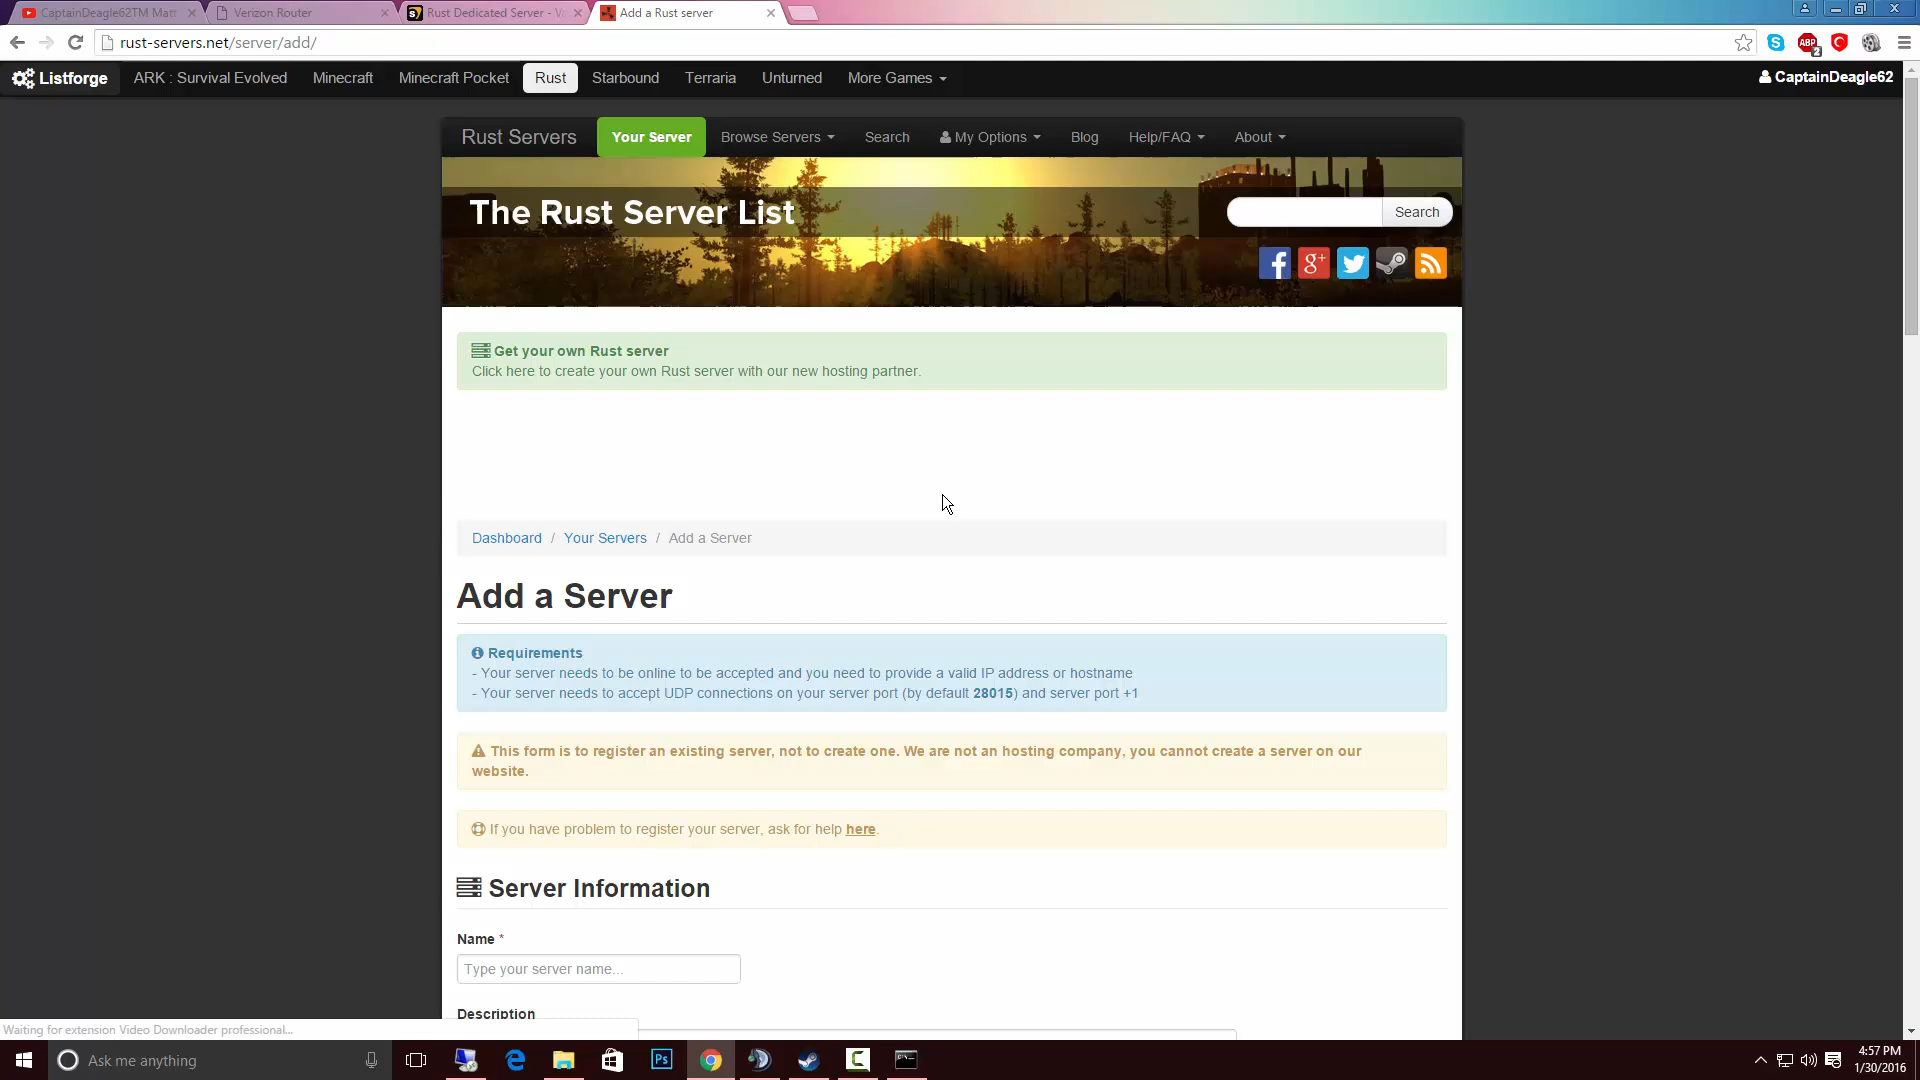 CaptainDeagle62TM Matt
Verizon Router
Rust Dedicated Server - Va
Add a Rust server
rust-servers.net/server/add/
ABP
2
Listforge
ARK : Survival Evolved
Minecraft
Minecraft Pocket
Rust
Starbound
Terraria
Unturned
More Games
CaptainDeagle62
Rust Servers
Your Server
Browse Servers
Search
My Options
Blog
Help/FAQ
About
The Rust Server List
Search
Get your own Rust server
Click here to create your own Rust server with our new hosting partner.
Dashboard / Your Servers / Add a Server
Add a Server
Requirements
- Your server needs to be online to be accepted and you need to provide a valid IP address or hostname
- Your server needs to accept UDP connections on your server port (by default 28015) and server port +1
This form is to register an existing server, not to create one. We are not an hosting company, you cannot create a server on our
website.
If you have problem to register your server, ask for help here.
Server Information
Name *
Type your server name...
Description
Waiting for extension Video Downloader professional...
Ask me anything
Ps
4:57 PM
1/30/2016